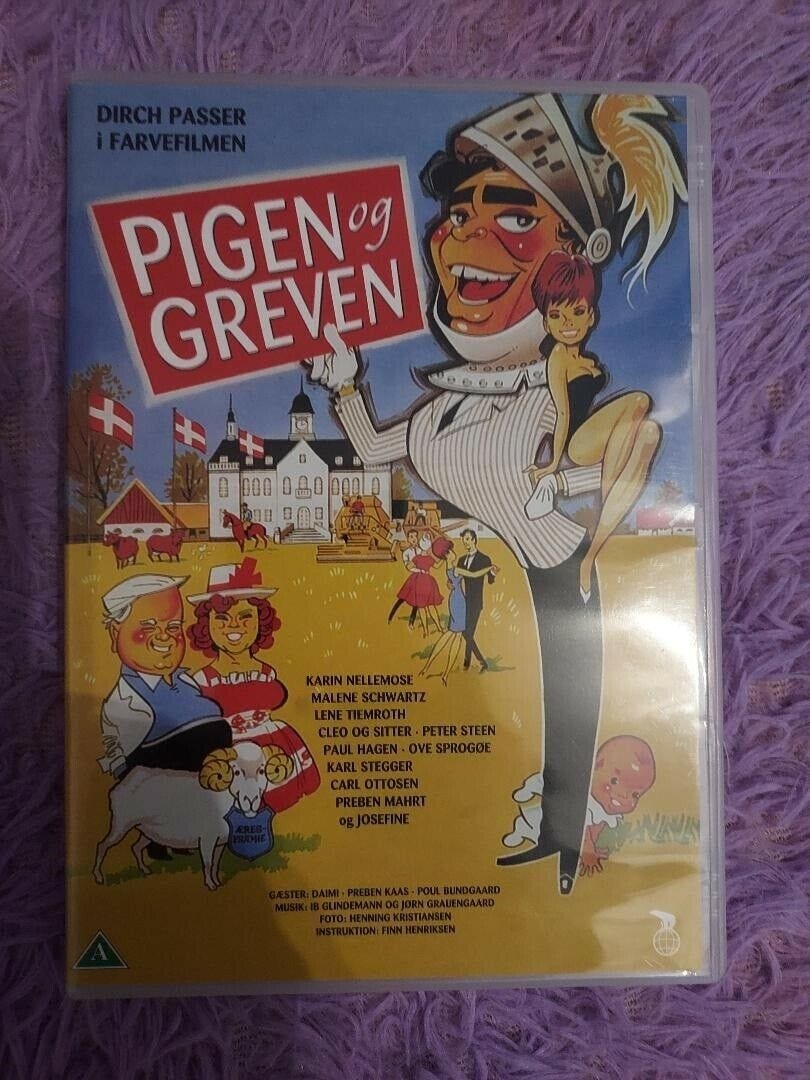 DIRCH PASSER
i FARVEFILMEN
PIGEN og
GREVEN
KARIN NELLEMOSE
MALENE SCHWARTZ
LENE TIEMROTH
CLEO OG SITTER · PETER STEEN
PAUL HAGEN · OVE SPROGØE
KARL STEGGER
CARL OTTOSEN
PREBEN MAHRT
og JOSEFINE
ÆRES-
PRÆMIE
GÆSTER: DAIMI · PREBEN KAAS · POUL BUNDGAARD
MUSIK: IB GLINDEMANN OG JØRN GRAUENGAARD
FOTO: HENNING KRISTIANSEN
INSTRUKTION: FINN HENRIKSEN
A